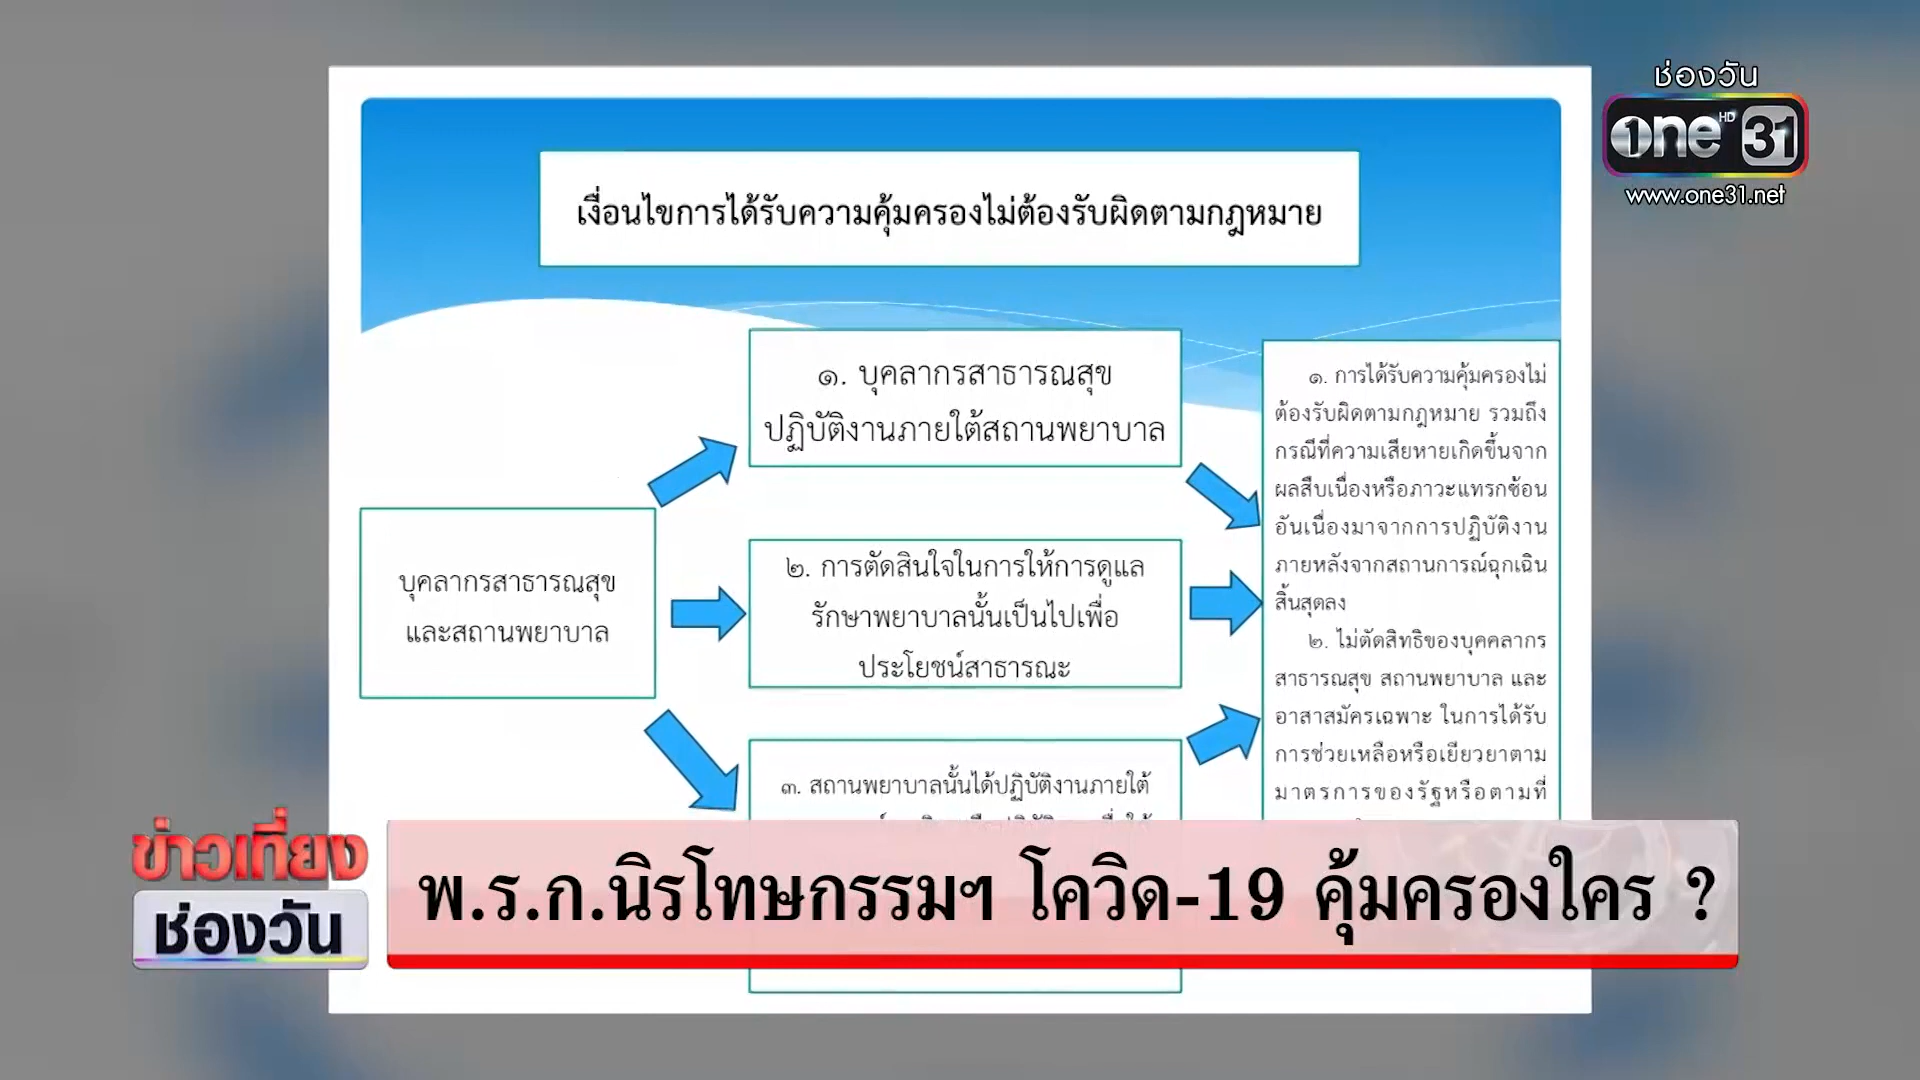 ช่องวัน
one HD 31
www.one31.net
เงื่อนไขการได้รับความคุ้มครองไม่ต้องรับผิดตามกฎหมาย
บุคลากรสาธารณสุข
และสถานพยาบาล
๑. บุคลากรสาธารณสุข
ปฏิบัติงานภายใต้สถานพยาบาล
๒. การตัดสินใจในการให้การดูแล
รักษาพยาบาลนั้นเป็นไปเพื่อ
ประโยชน์สาธารณะ
๓. สถานพยาบาลนั้นได้ปฏิบัติงานภายใต้
๑. การได้รับความคุ้มครองไม่
ต้องรับผิดตามกฎหมาย รวมถึง
กรณีที่ความเสียหายเกิดขึ้นจาก
ผลสืบเนื่องหรือภาวะแทรกซ้อน
อันเนื่องมาจากการปฏิบัติงาน
ภายหลังจากสถานการณ์ฉุกเฉิน
สิ้นสุดลง
๒. ไม่ตัดสิทธิของบุคคลากร
สาธารณสุข สถานพยาบาล และ
อาสาสมัครเฉพาะ ในการได้รับ
การช่วยเหลือหรือเยียวยาตาม
มาตรการของรัฐหรือตามที่
ข่าวเที่ยง
ช่องวัน
พ.ร.ก.นิรโทษกรรมฯ โควิด-19 คุ้มครองใคร ?